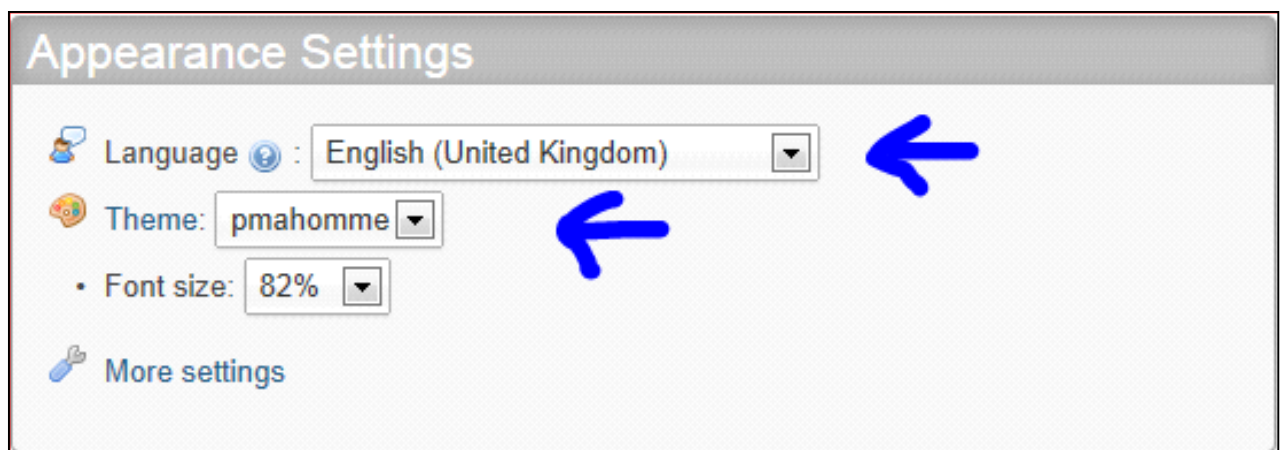 Appearance Settings
Language : English (United Kingdom)
Theme: pmahomme
• Font size: 82%
More settings